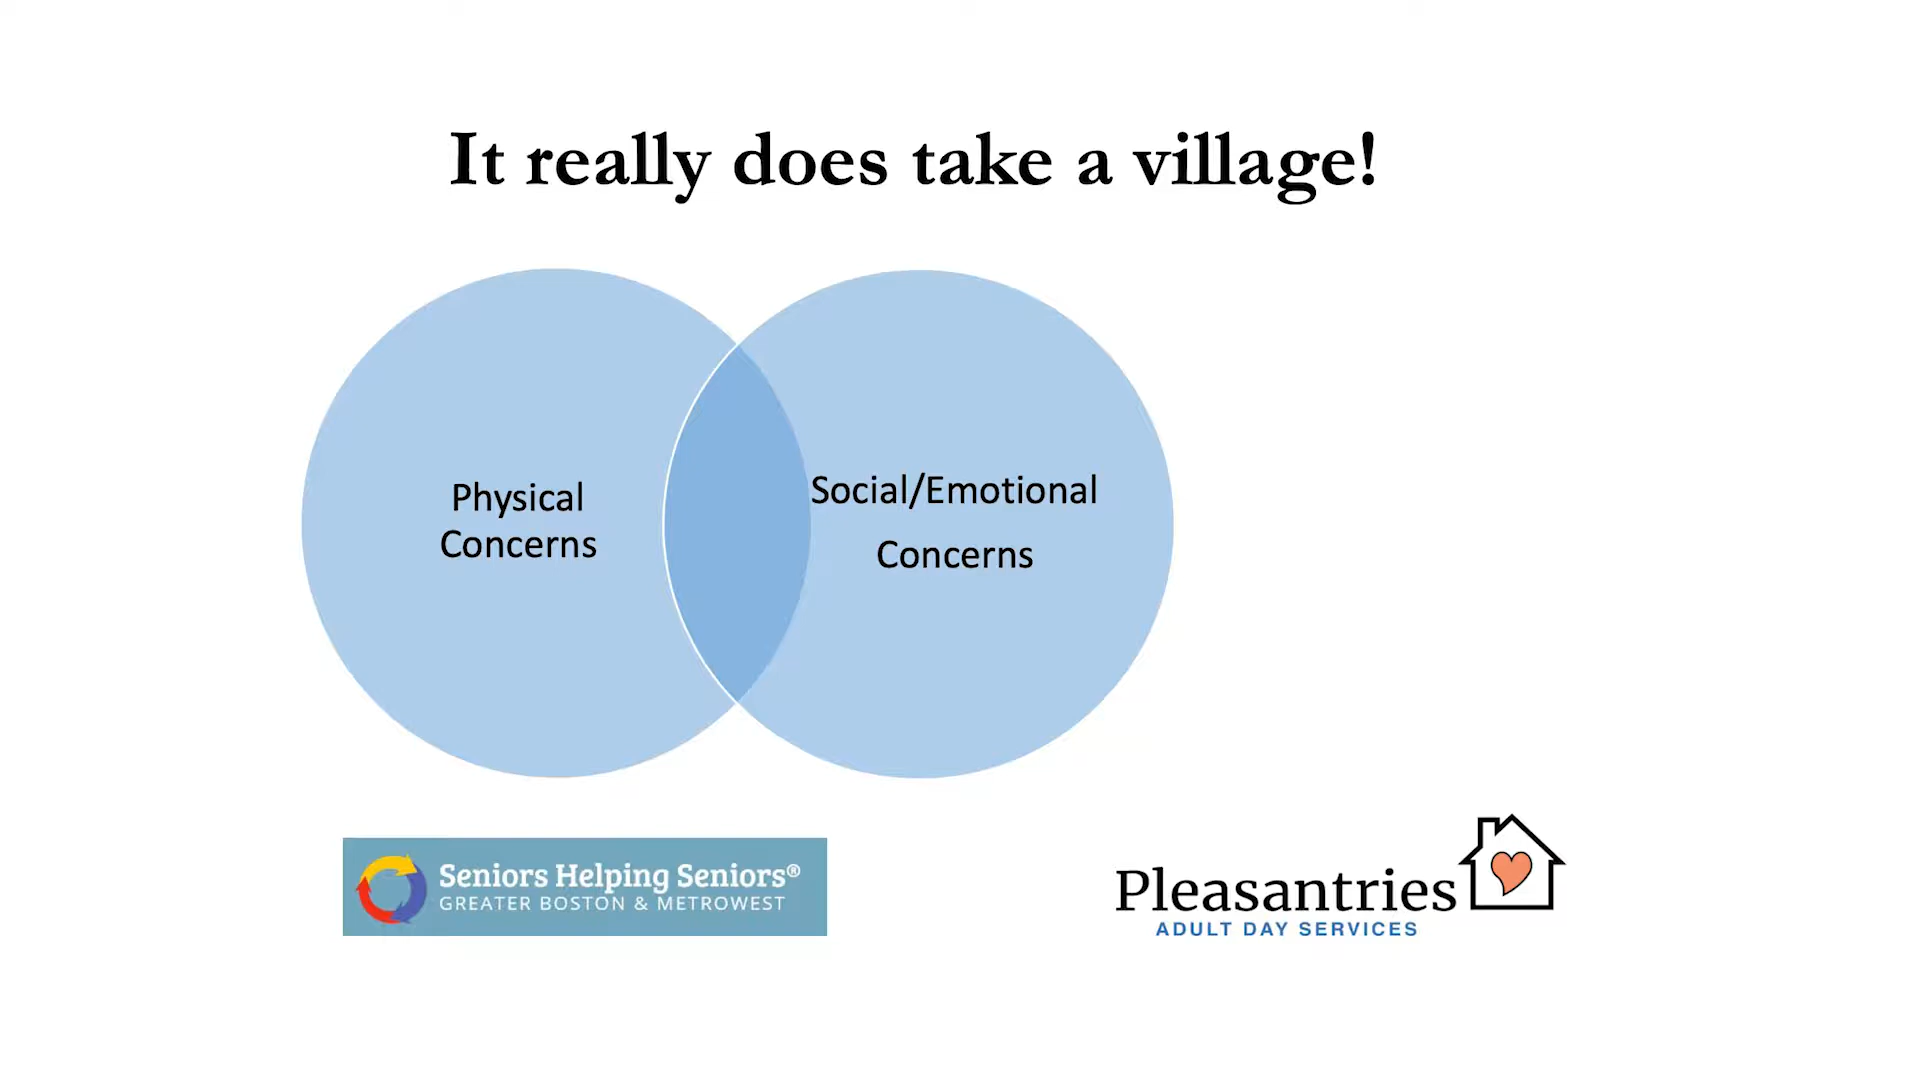 It really does take a village!
Physical
Concerns
Social/Emotional
Concerns
Seniors Helping Seniors®
GREATER BOSTON & METROWEST
Pleasantries
ADULT DAY SERVICES